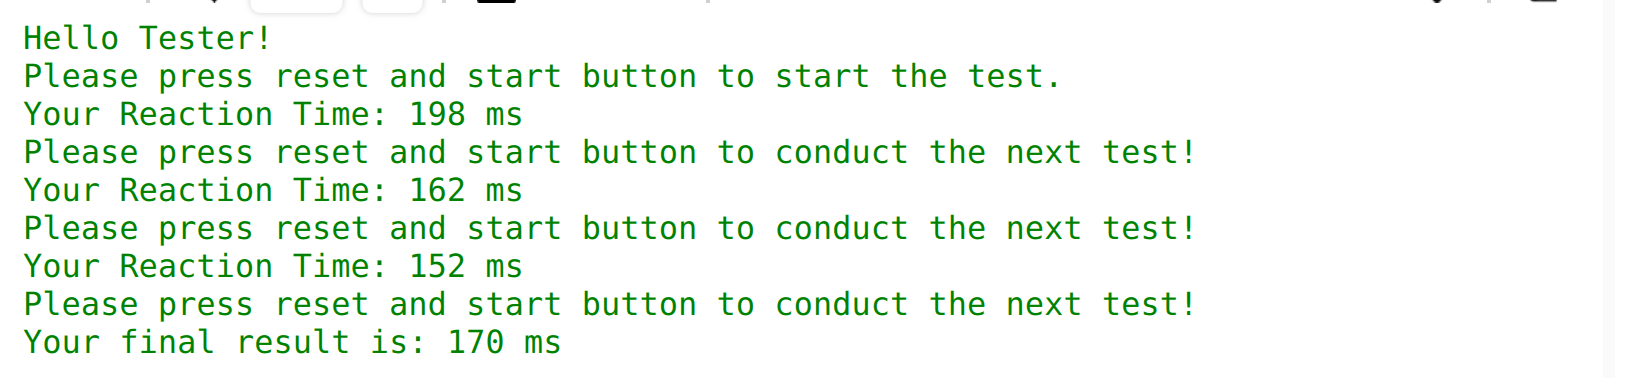 Hello Tester!
Please press reset and start button to start the test.
Your Reaction Time: 198 ms
Please press reset and start button to conduct the next test!
Your Reaction Time: 162 ms
Please press reset and start button to conduct the next test!
Your Reaction Time: 152 ms
Please press reset and start button to conduct the next test!
Your final result is: 170 ms